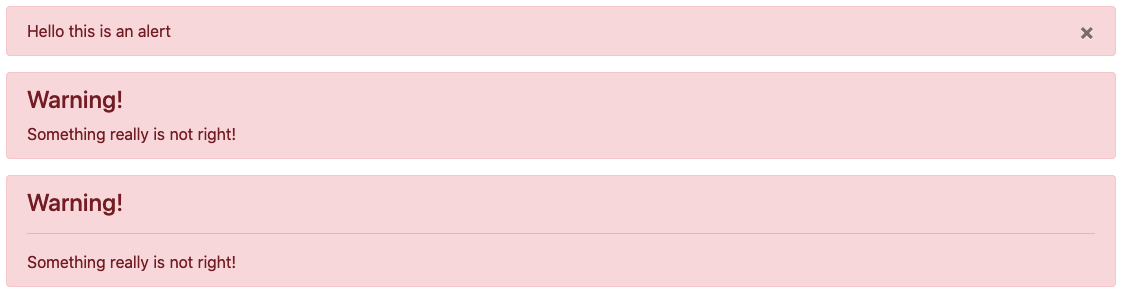 Hello this is an alert
Warning!
Something really is not right!
Warning!
Something really is not right!